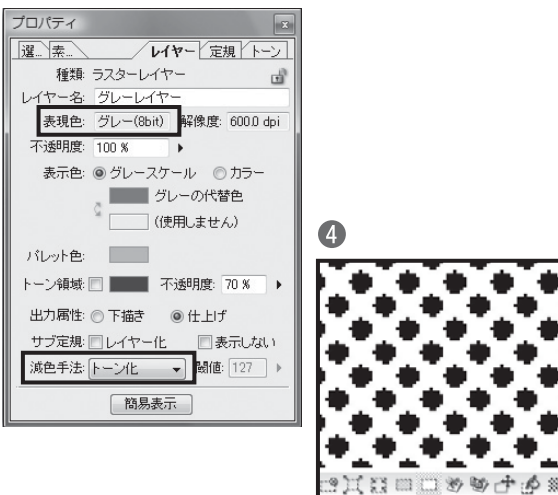 プロパティ
選... 素... レイヤー 定規 トーン
種類: ラスターレイヤー
レイヤー名: グレーレイヤー
表現色: グレー(8bit) 解像度: 600.0 dpi
不透明度: 100 %
表示色: グレースケール カラー
グレーの代替色
(使用しません)
パレット色:
トーン領域: 不透明度: 70 %
出力属性: 下描き 仕上げ
サブ定規: レイヤー化 表示しない
減色手法: トーン化 閾値: 127
簡易表示
4